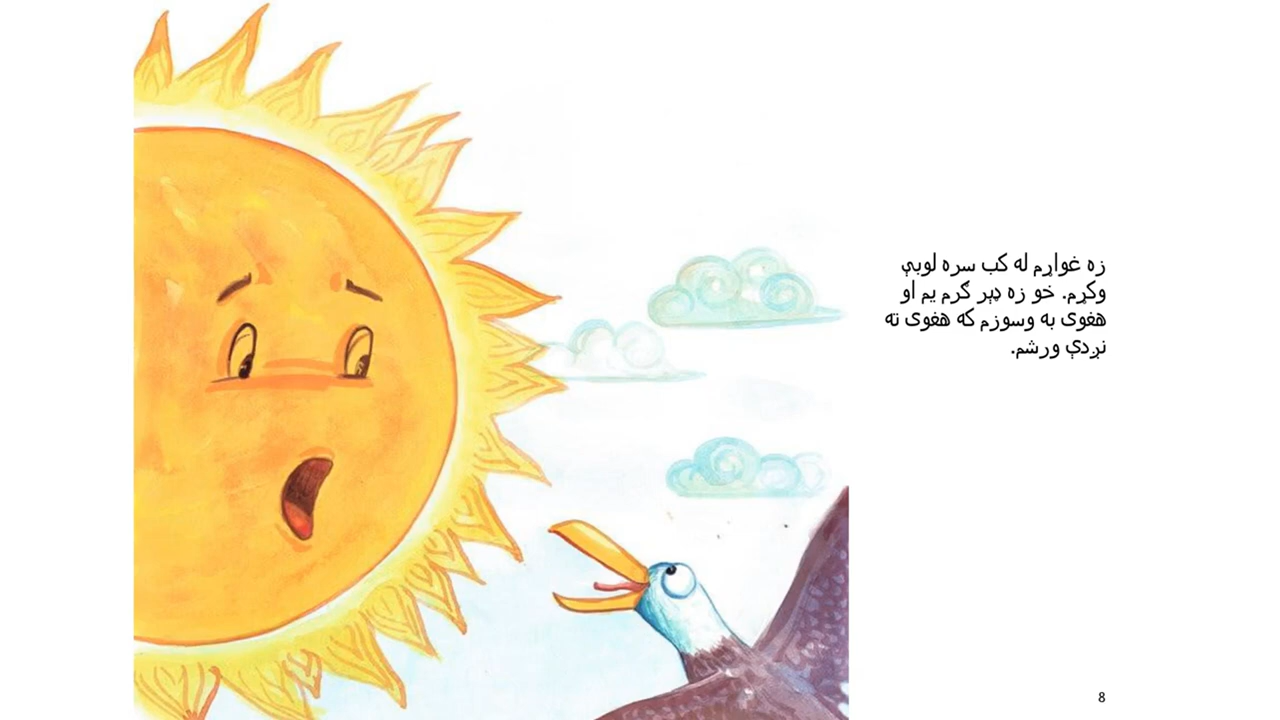 زه غواړم له کب سره لوبې
وکړم. خو زه ډېر ګرم یم او
هغوی به وسوزم که هغوی ته
نږدې ورشم.
8